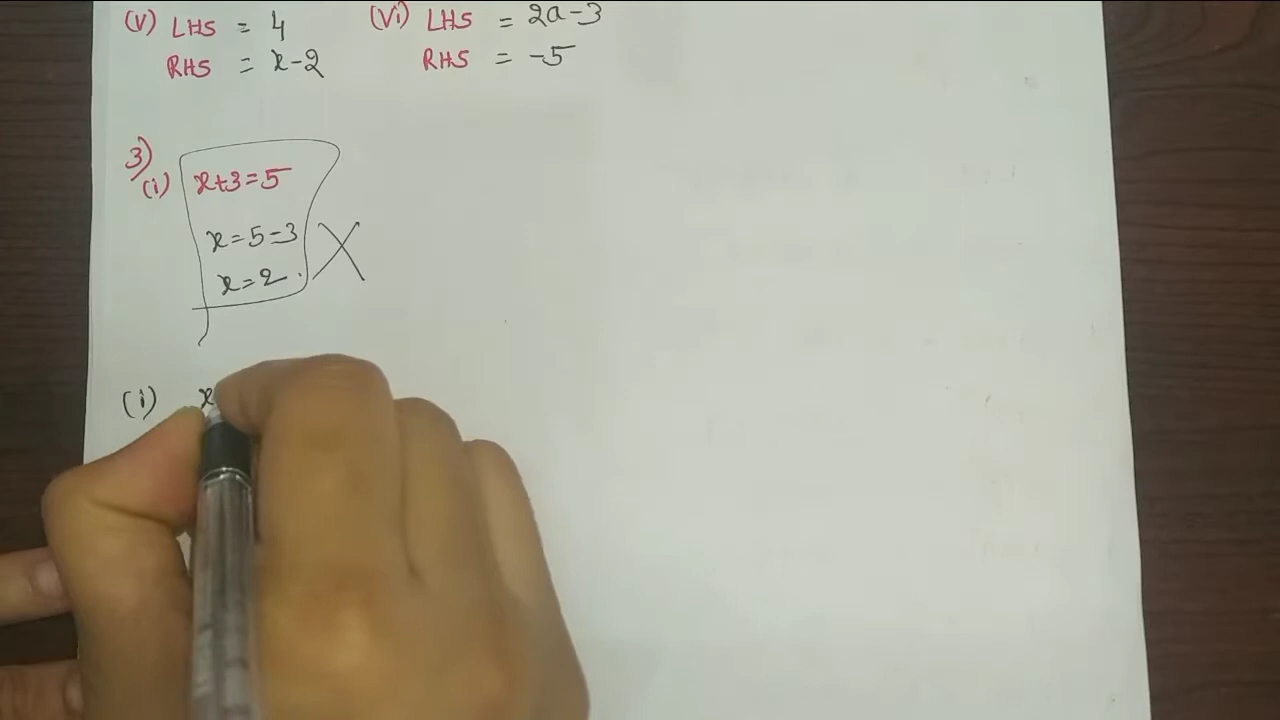 (V) LHS = 4 (Vi) LHS = 2a-3
RHS = x-2 RHS = -5
3)
(i) x+3=5
x=5-3
x=2.
(i) x